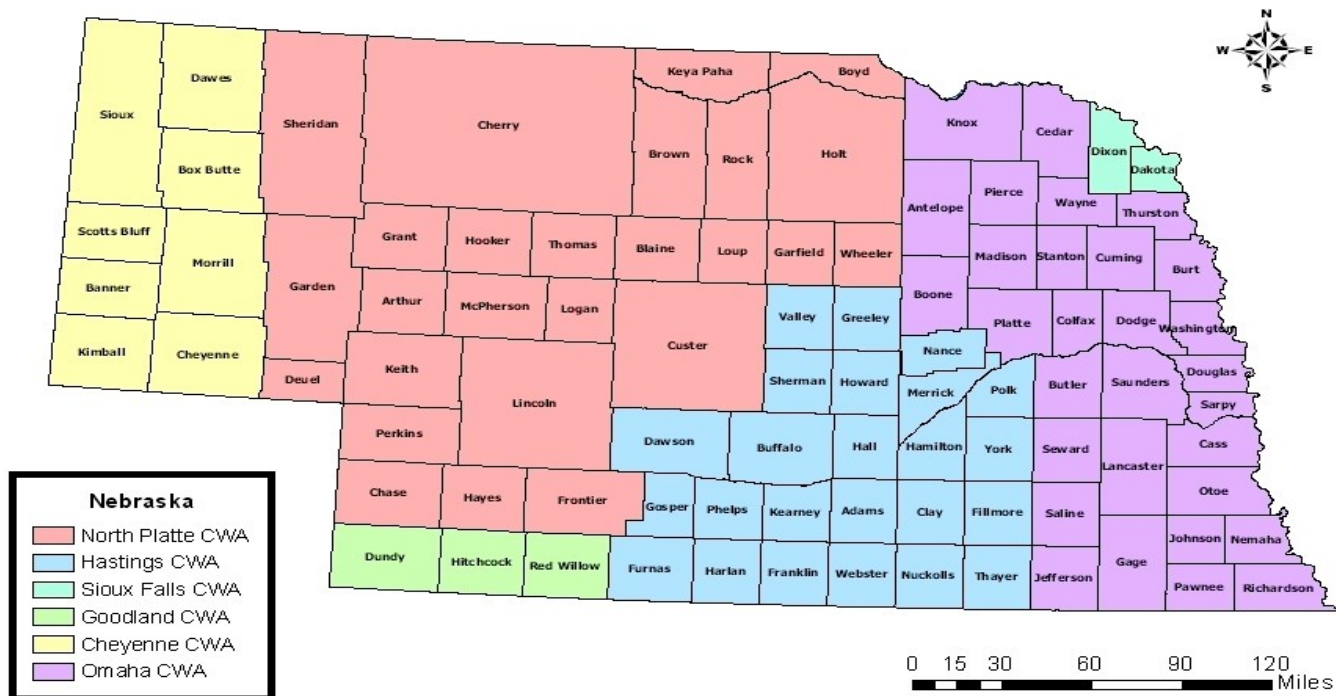 N
W E
S
Keya Paha Boyd
Dawes
Sioux Sheridan Cherry Knox Cedar
Brown Rock Holt Dixon
Box Butte Dakota
Pierce
Antelope Wayne Thurston
Scotts Bluff Grant Hooker Thomas Blaine Loup Garfield Wheeler
Morrill Madison Stanton Cuming Burt
Banner Garden Arthur McPherson Logan Boone
Valley Greeley Platte Colfax Dodge Washington
Kimball Cheyenne Custer Nance
Deuel Keith Sherman Howard Merrick Polk Butler Saunders Douglas
Lincoln Sarpy
Perkins Dawson Buffalo Hall Hamilton York Seward Lancaster Cass
Chase Hayes Frontier Gosper Phelps Kearney Adams Clay Fillmore Saline Otoe
Dundy Hitchcock Red Willow Furnas Harlan Franklin Webster Nuckolls Thayer Jefferson Gage Johnson Nemaha
Pawnee Richardson
Nebraska
North Platte CWA
Hastings CWA
Sioux Falls CWA
Goodland CWA
Cheyenne CWA
Omaha CWA
0 15 30 60 90 120
Miles